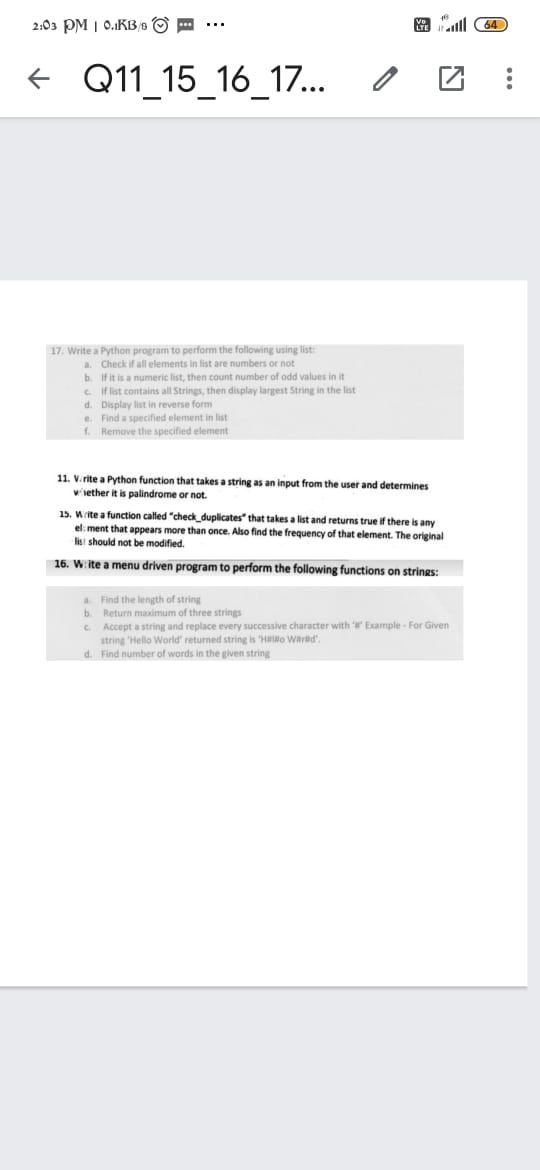 2:03 PM | 0.1KB/s ...
Vo LTE 64
Q11_15_16_17...
17. Write a Python program to perform the following using list:
a. Check if all elements in list are numbers or not
b. If it is a numeric list, then count number of odd values in it
c. If list contains all Strings, then display largest String in the list
d. Display list in reverse form
e. Find a specified element in list
f. Remove the specified element
11. Write a Python function that takes a string as an input from the user and determines
whether it is palindrome or not.
15. Write a function called "check_duplicates" that takes a list and returns true if there is any
element that appears more than once. Also find the frequency of that element. The original
list should not be modified.
16. Write a menu driven program to perform the following functions on strings:
a. Find the length of string
b. Return maximum of three strings
c. Accept a string and replace every successive character with '#' Example - For Given
string 'Hello World' returned string is 'H#l#o W#r#d'.
d. Find number of words in the given string